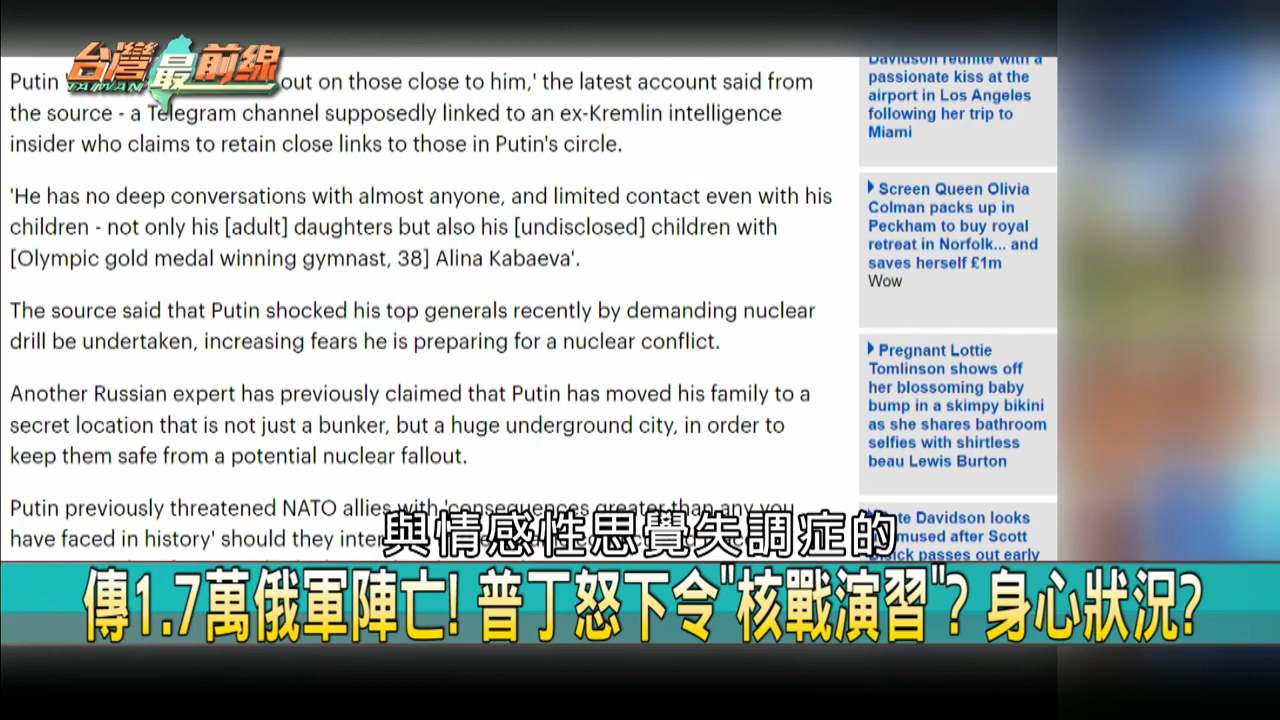 台灣最前線
TAIWAN
Putin out on those close to him,' the latest account said from
the source - a Telegram channel supposedly linked to an ex-Kremlin intelligence
insider who claims to retain close links to those in Putin's circle.
'He has no deep conversations with almost anyone, and limited contact even with his
children - not only his [adult] daughters but also his [undisclosed] children with
[Olympic gold medal winning gymnast, 38] Alina Kabaeva'.
The source said that Putin shocked his top generals recently by demanding nuclear
drill be undertaken, increasing fears he is preparing for a nuclear conflict.
Another Russian expert has previously claimed that Putin has moved his family to a
secret location that is not just a bunker, but a huge underground city, in order to
keep them safe from a potential nuclear fallout.
Putin previously threatened NATO allies with 'consequences greater than any you
have faced in history' should they
Davidson reunite with a
passionate kiss at the
airport in Los Angeles
following her trip to
Miami
Screen Queen Olivia
Colman packs up in
Peckham to buy royal
retreat in Norfolk... and
saves herself £1m
Wow
Pregnant Lottie
Tomlinson shows off
her blossoming baby
bump in a skimpy bikini
as she shares bathroom
selfies with shirtless
beau Lewis Burton
Davidson looks
after Scott
passes out early
與情感性思覺失調症的
傳1.7萬俄軍陣亡! 普丁怒下令"核戰演習"? 身心狀況?